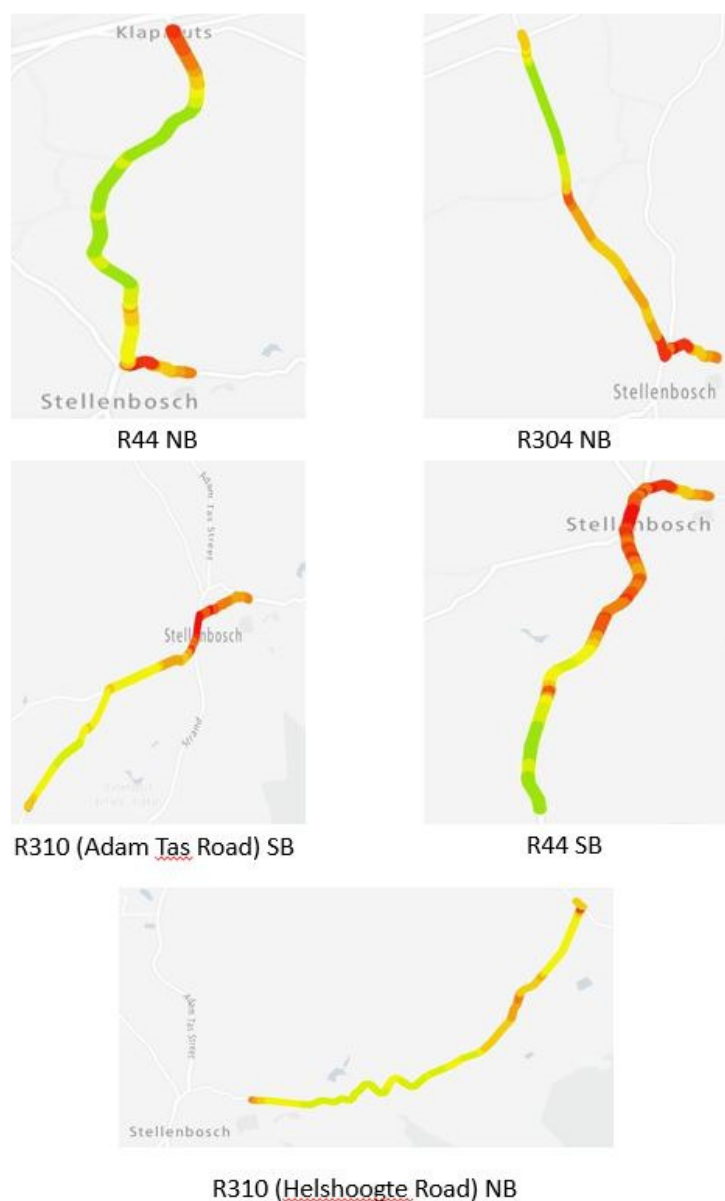 Klapmuts
Stellenbosch
R44 NB
Stellenbosch
R304 NB
Adam Tas Street
Stellenbosch
Strand
R310 (Adam Tas Road) SB
Stellenbosch
R44 SB
Adam Tas Street
Stellenbosch
R310 (Helshoogte Road) NB